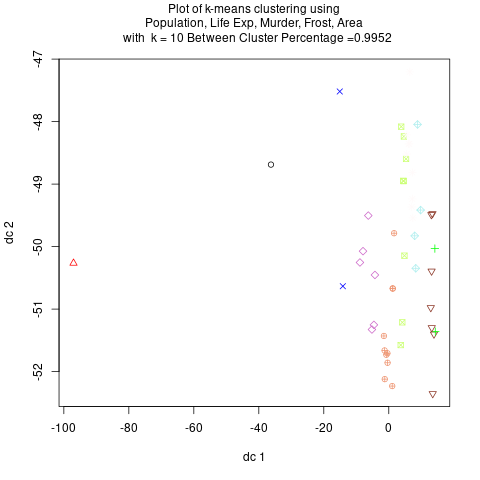 Plot of k-means clustering using
Population, Life Exp, Murder, Frost, Area
with  k = 10 Between Cluster Percentage =0.9952
-47
-48
-49
-50
-51
-52
dc 2
-100
-80
-60
-40
-20
0
dc 1